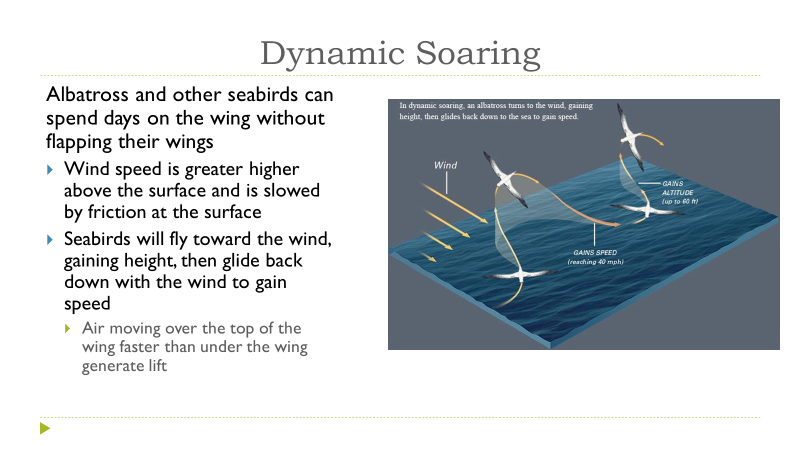 Dynamic Soaring
Albatross and other seabirds can
spend days on the wing without
flapping their wings
Wind speed is greater higher
above the surface and is slowed
by friction at the surface
Seabirds will fly toward the wind,
gaining height, then glide back
down with the wind to gain
speed
Air moving over the top of the
wing faster than under the wing
generate lift
In dynamic soaring, an albatross turns to the wind, gaining
height, then glides back down to the sea to gain speed.
Wind
GAINS
ALTITUDE
(up to 60 ft)
GAINS SPEED
(reaching 40 mph)